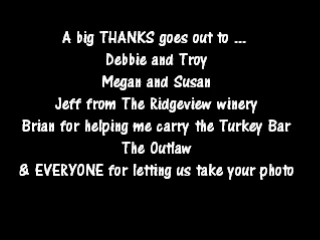 A big THANKS goes out to ...
Debbie and Troy
Megan and Susan
Jeff from The Ridgeview winery
Brian for helping me carry the Turkey Bar
The Outlaw
& EVERYONE for letting us take your photo